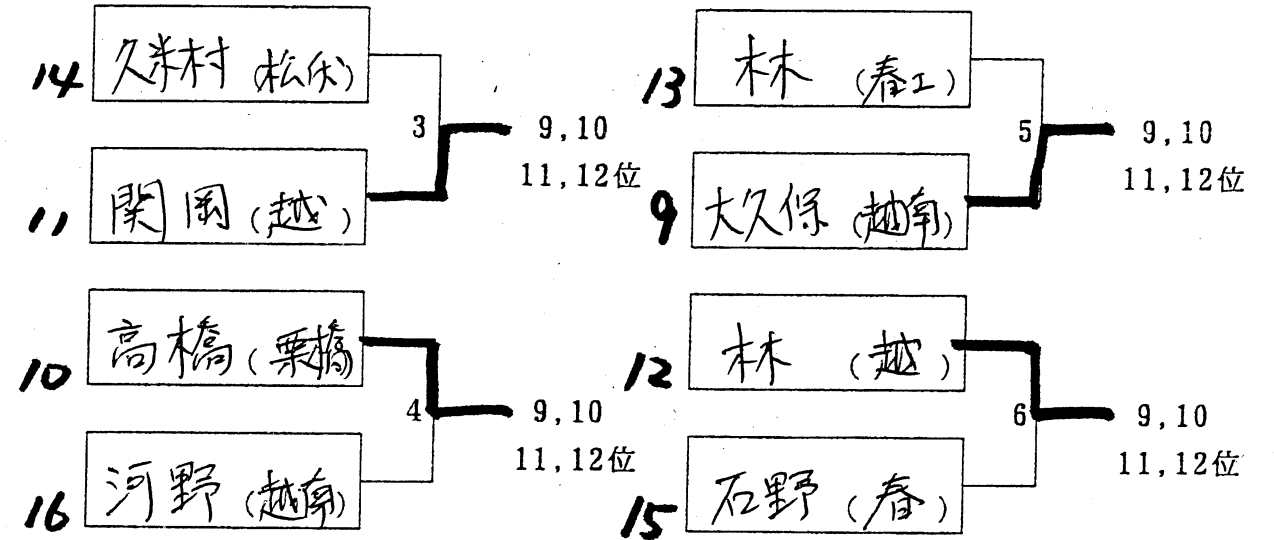 14 久米村 (松伏)
3
9,10
11,12位
11 関岡 (越)
10 高橋 (栗橋)
4
9,10
11,12位
16 河野 (越南)
13 林 (春工)
5
9,10
11,12位
9 大久保 (越南)
12 林 (越)
6
9,10
11,12位
15 石野 (春)